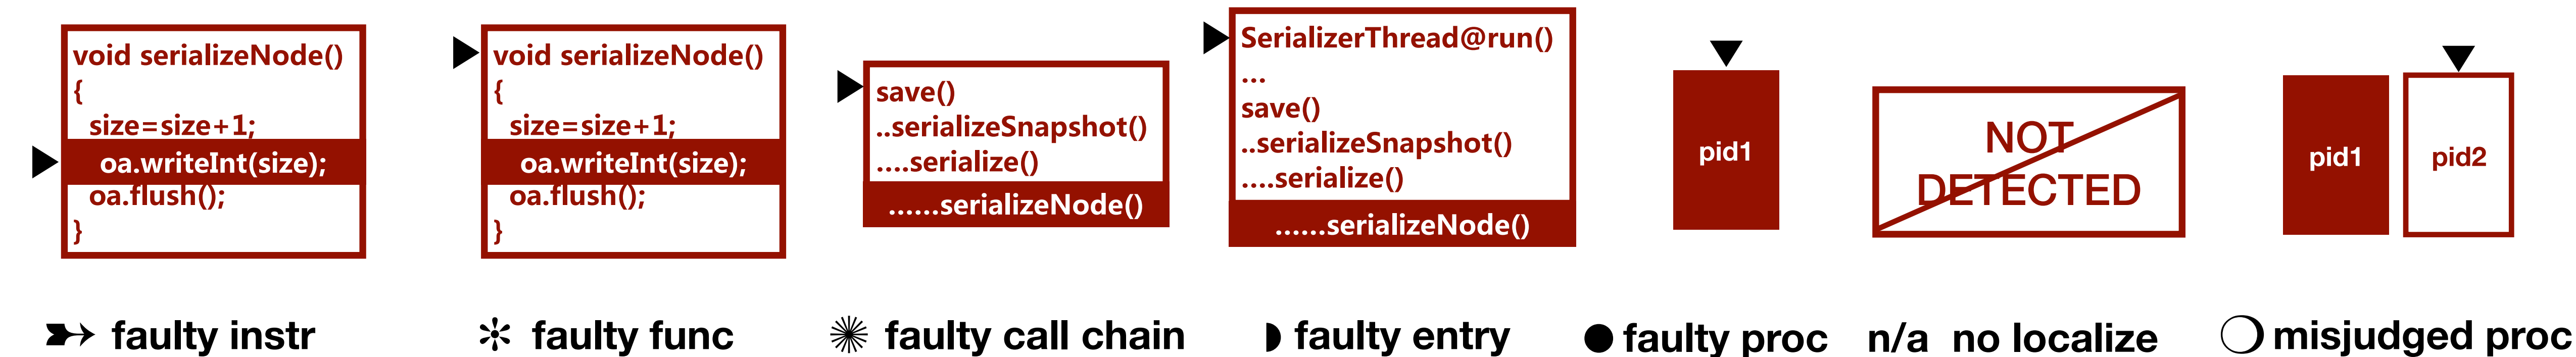 void serializeNode()
{
size=size+1;
oa.writeInt(size);
oa.flush();
}
void serializeNode()
{
size=size+1;
oa.writeInt(size);
oa.flush();
}
save()
..serializeSnapshot()
....serialize()
......serializeNode()
SerializerThread@run()
...
save()
..serializeSnapshot()
....serialize()
......serializeNode()
pid1
NOT
DETECTED
pid1
pid2
faulty instr
faulty func
faulty call chain
faulty entry
faulty proc
n/a no localize
misjudged proc